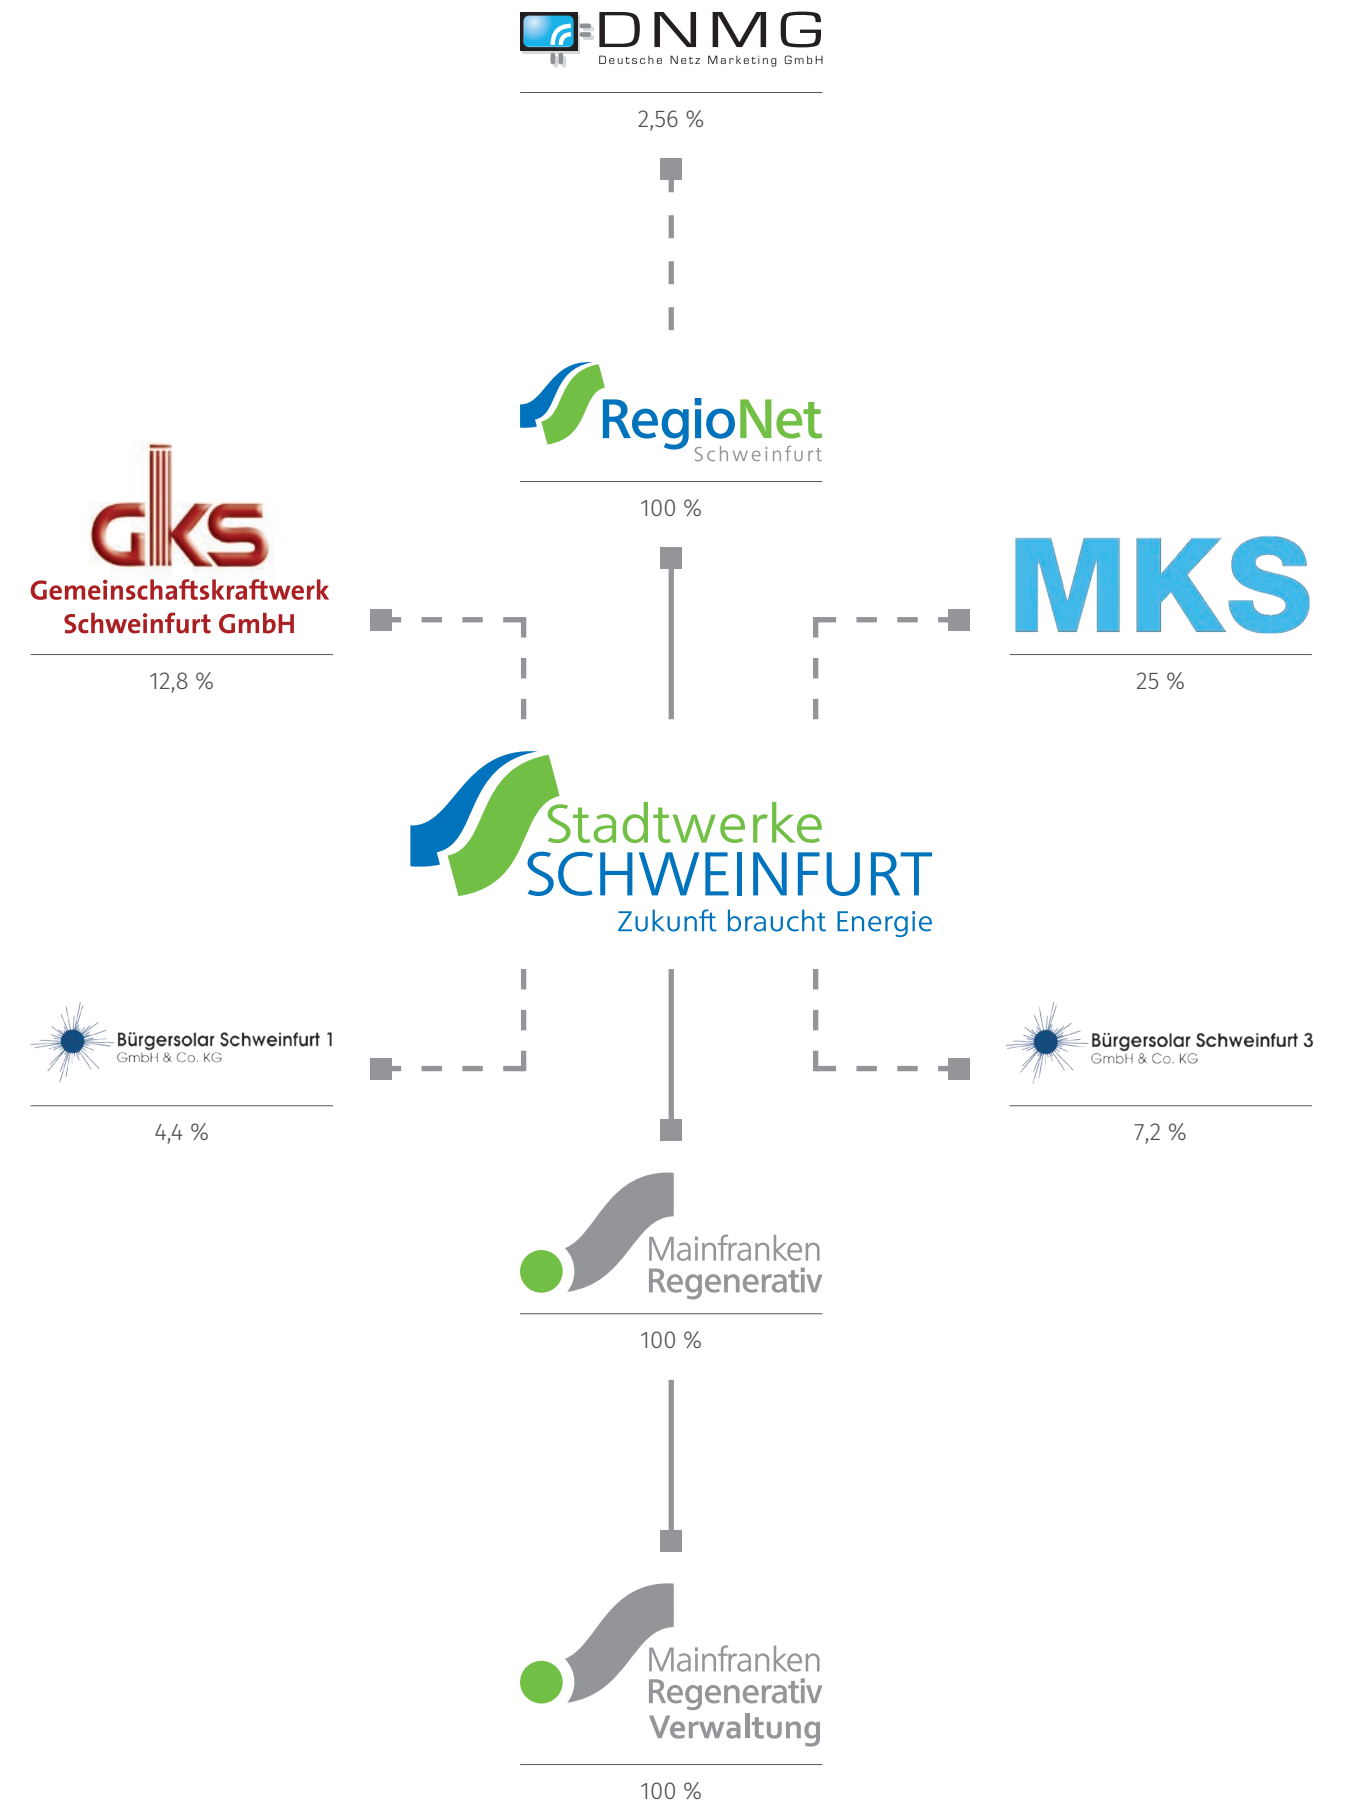 DNMG
Deutsche Netz Marketing GmbH
2,56 %
RegioNet
Schweinfurt
100 %
GKS
Gemeinschaftskraftwerk
Schweinfurt GmbH
12,8 %
MKS
25 %
Stadtwerke
SCHWEINFURT
Zukunft braucht Energie
Bürgersolar Schweinfurt 1
GmbH & Co. KG
4,4 %
Bürgersolar Schweinfurt 3
GmbH & Co. KG
7,2 %
Mainfranken
Regenerativ
100 %
Mainfranken
Regenerativ
Verwaltung
100 %